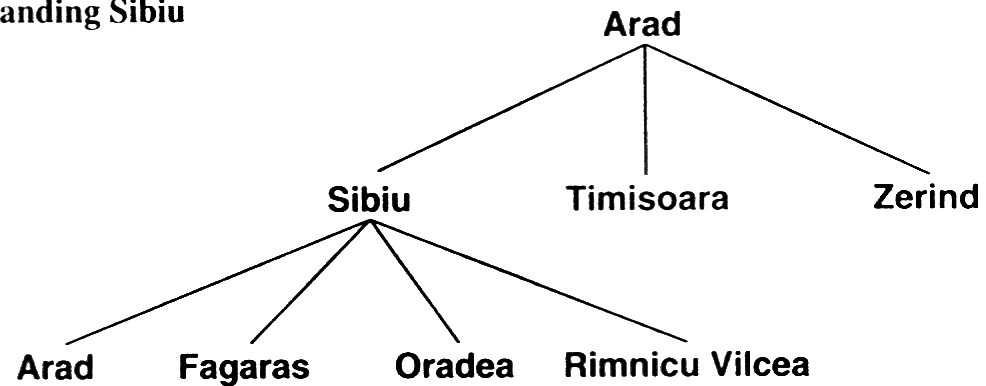 anding Sibiu
Arad
Sibiu Timisoara Zerind
Arad Fagaras Oradea Rimnicu Vilcea